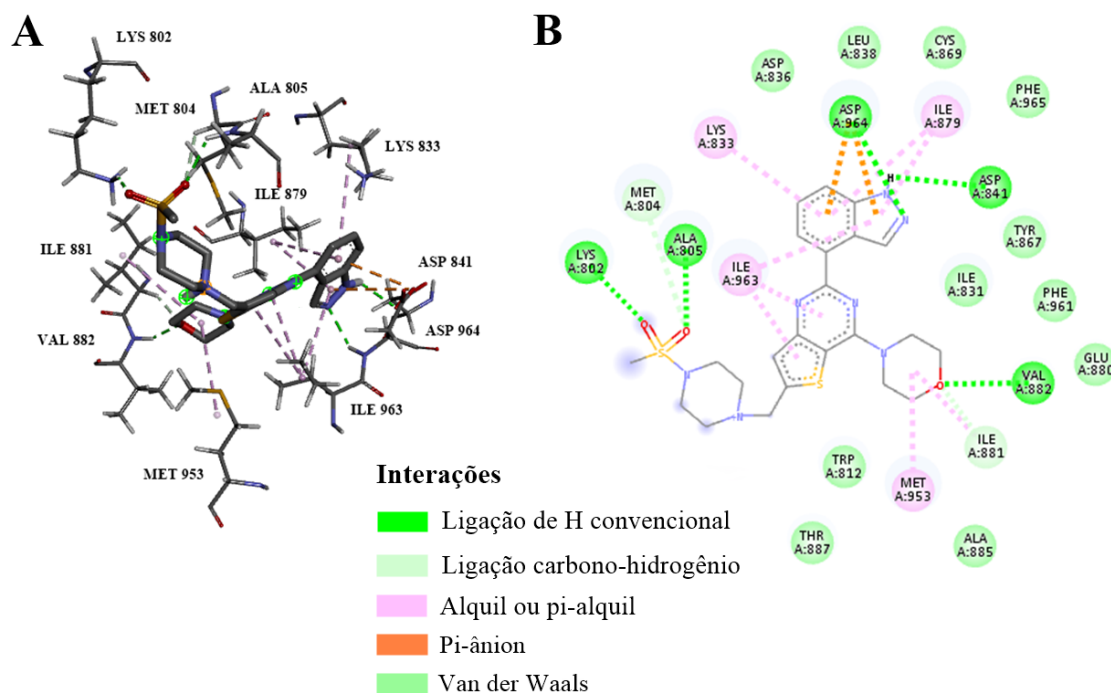 A
LYS 802
MET 804
ALA 805
LYS 833
ILE 879
ILE 881
ASP 841
VAL 882
ASP 964
ILE 963
MET 953
B
LEU
A:838
CYS
A:869
ASP
A:836
PHE
A:965
ASP
A:964
ILE
A:879
LYS
A:833
H
N
N
ASP
A:841
MET
A:804
TYR
A:867
ALA
A:805
LYS
A:802
ILE
A:963
ILE
A:831
PHE
A:961
O
O
N
N
S
N
GLU
A:880
VAL
A:882
O
N
S
N
ILE
A:881
TRP
A:812
MET
A:953
THR
A:887
ALA
A:885
Interações
Ligação de H convencional
Ligação carbono-hidrogênio
Alquil ou pi-alquil
Pi-ânion
Van der Waals